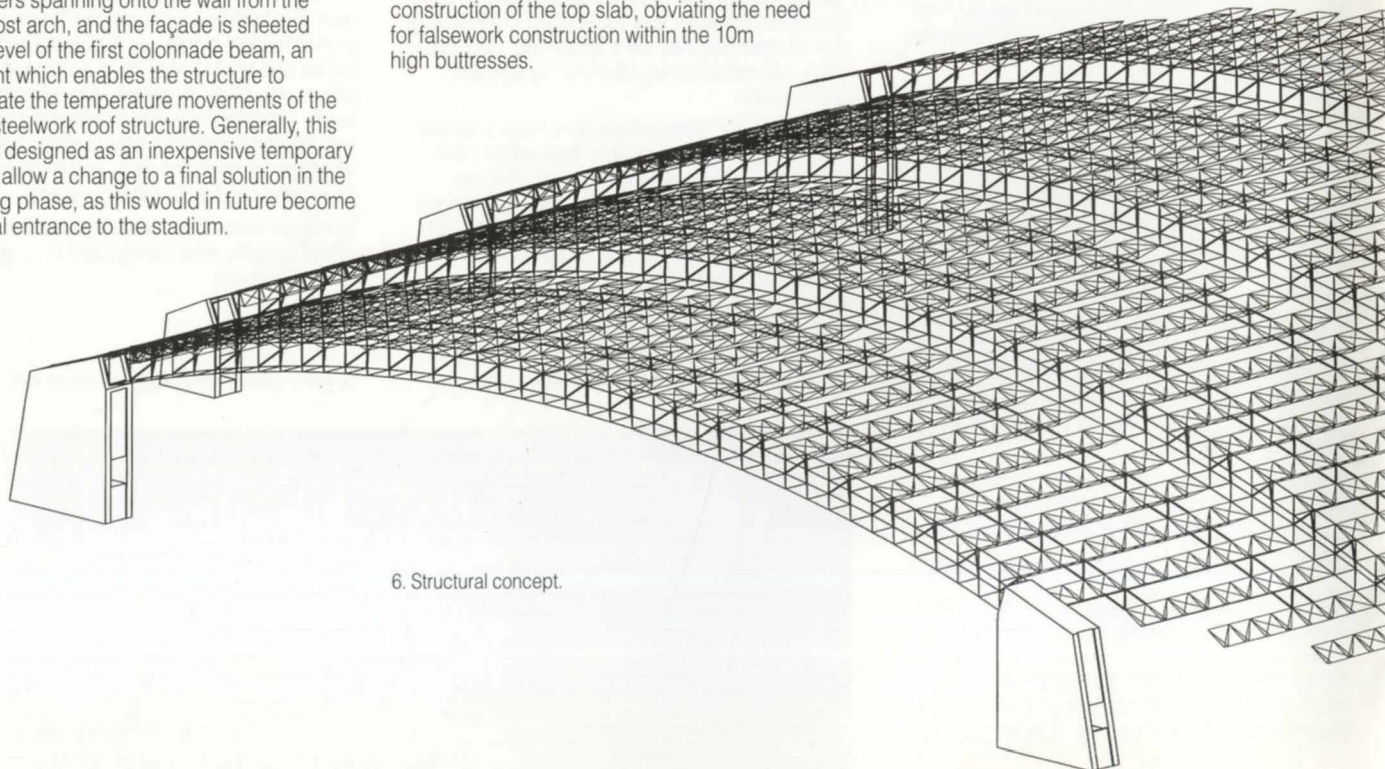 ers spanning onto the wall from the
ost arch, and the façade is sheeted
evel of the first colonnade beam, an
nt which enables the structure to
ate the temperature movements of the
steelwork roof structure. Generally, this
designed as an inexpensive temporary
allow a change to a final solution in the
g phase, as this would in future become
al entrance to the stadium.
construction of the top slab, obviating the need
for falsework construction within the 10m
high buttresses.
6. Structural concept.